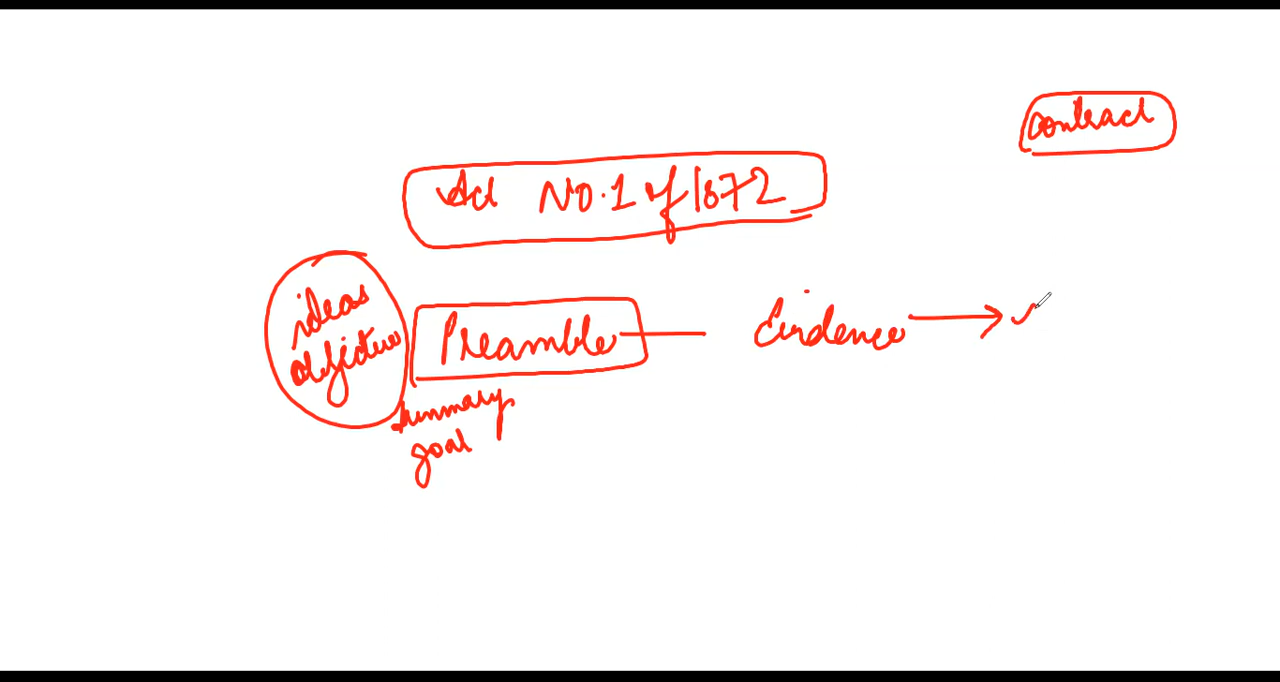 contract
Act No.1 of 1872
ideas
objective
Preamble
Evidence
summary
goal